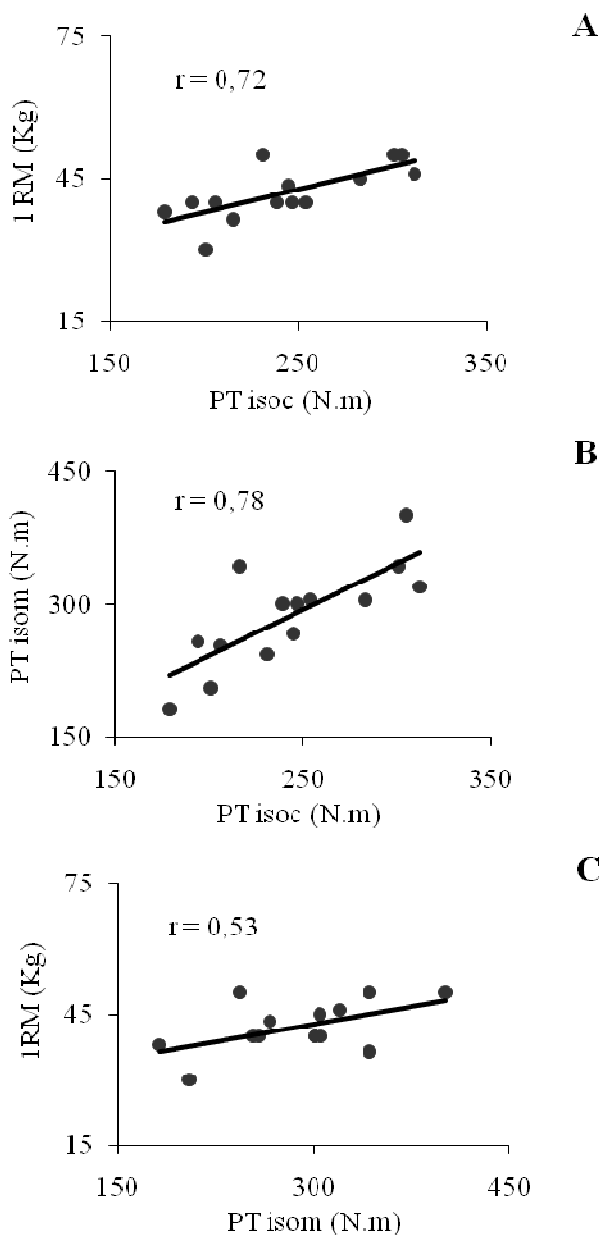 A
75
r = 0,72
1 RM (Kg)
45
15
150 250 350
PT isoc (N.m)
B
450
r = 0,78
PT isom (N.m)
300
150
150 250 350
PT isoc (N.m)
C
75
r = 0,53
1RM (Kg)
45
15
150 300 450
PT isom (N.m)